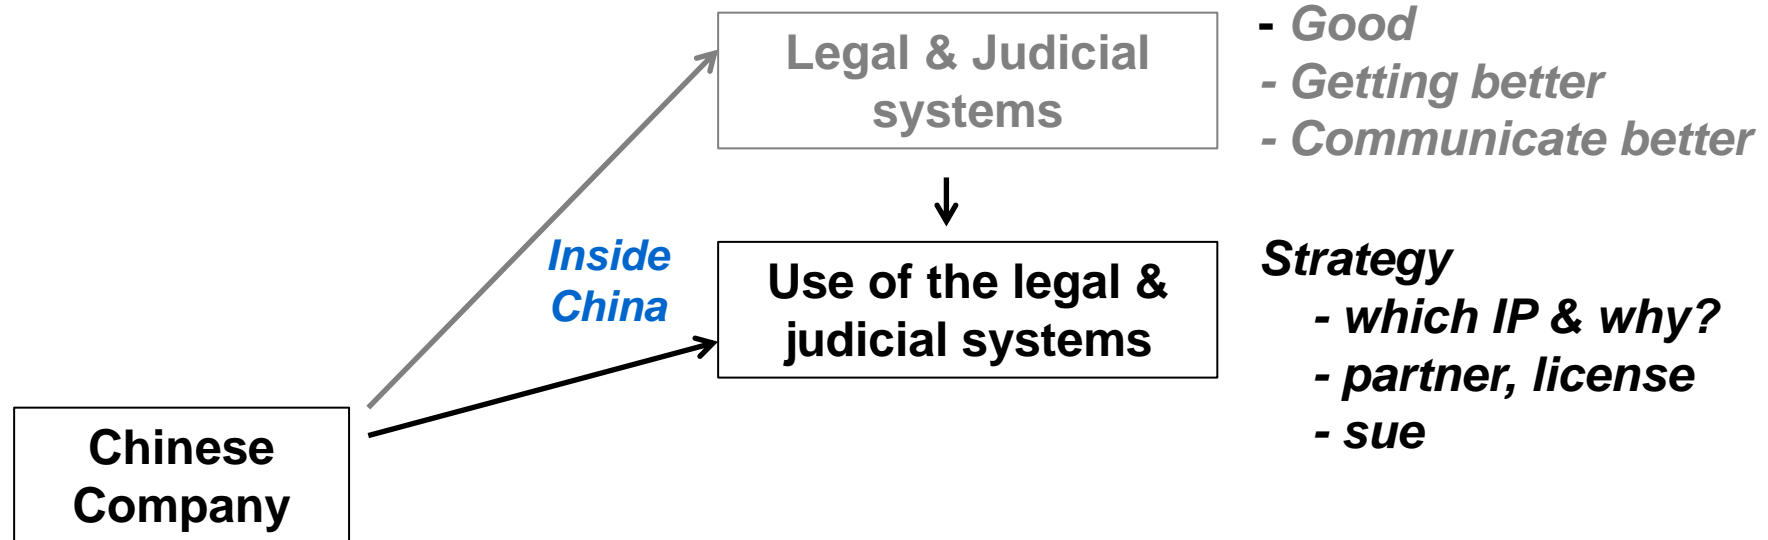 Legal & Judicial
systems
- Good
- Getting better
- Communicate better
Inside
China
Use of the legal &
judicial systems
Strategy
- which IP & why?
- partner, license
- sue
Chinese
Company